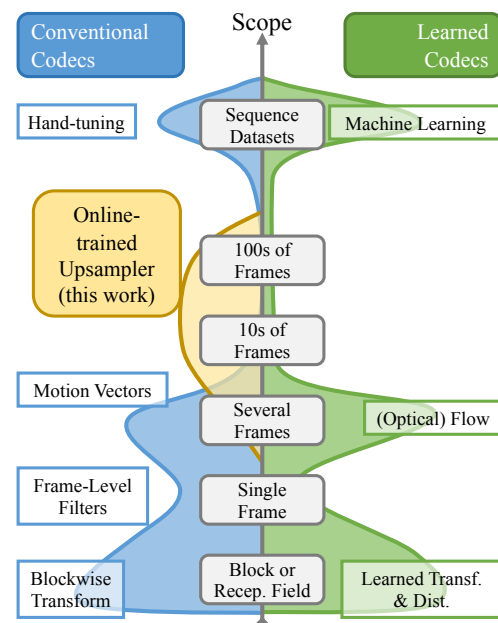 Scope
Conventional
Codecs
Learned
Codecs
Hand-tuning
Sequence
Datasets
Machine Learning
Online-
trained
Upsampler
(this work)
100s of
Frames
10s of
Frames
Motion Vectors
Several
Frames
(Optical) Flow
Frame-Level
Filters
Single
Frame
Blockwise
Transform
Block or
Recep. Field
Learned Transf.
& Dist.